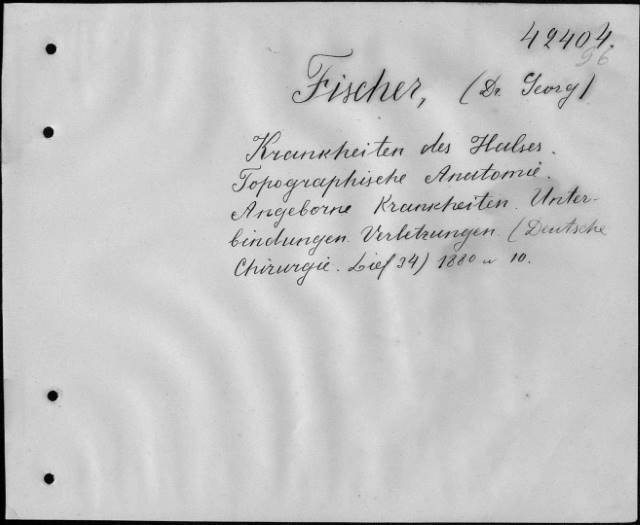 42404.
56
Fischer, (Dr. Georg)
Krankheiten des Halses.
Topographische Anatomie.
Angeborne Krankheiten. Unter-
bindungen. Verletzungen. (Deutsche
Chirurgie. Lief 34) 1880 10.